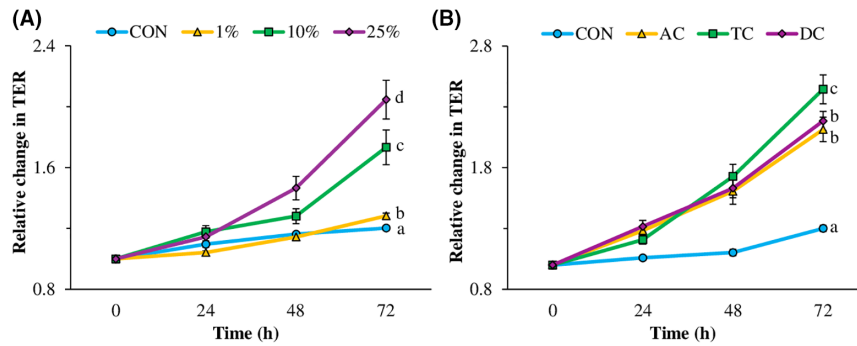 (A)
CON 1% 10% 25%
2.4
1.6
0.8
Relative change in TER
d
c
b
a
0 24 48 72
Time (h)
(B)
CON AC TC DC
2.8
1.8
0.8
Relative change in TER
c
b
b
a
0 24 48 72
Time (h)